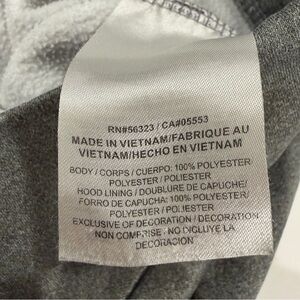 RN#56323 / CA#05553
MADE IN VIETNAM/FABRIQUE AU
VIETNAM/HECHO EN VIETNAM
BODY / CORPS / CUERPO: 100% POLYESTER
POLYESTER / POLIESTER
HOOD LINING / DOUBLURE DE CAPUCHE/
FORRO DE CAPUCHA: 100% POLYESTER
POLYESTER / POLIESTER
EXCLUSIVE OF DECORATION / DECORATION
NON COMPRISE / NO INCLUYE LA
DECORACION